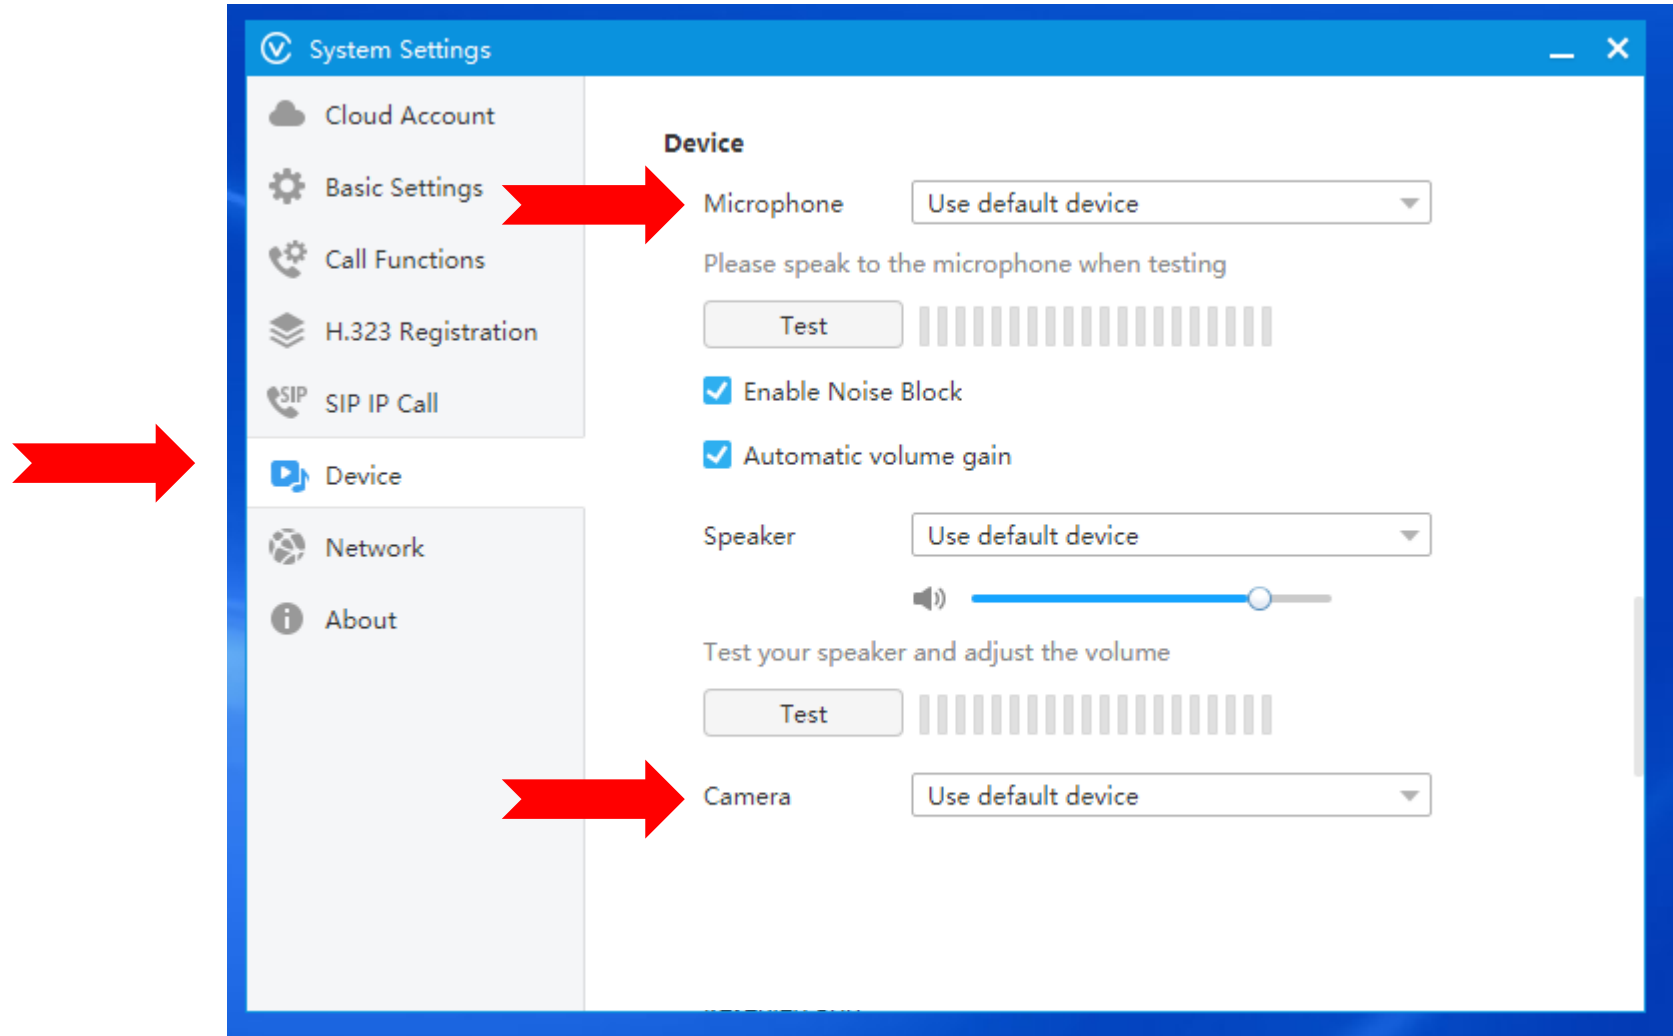 System Settings
Cloud Account
Basic Settings
Call Functions
H.323 Registration
SIP
SIP IP Call
Device
Network
About
Device
Microphone
Use default device
Please speak to the microphone when testing
Test
Enable Noise Block
Automatic volume gain
Speaker
Use default device
Test your speaker and adjust the volume
Test
Camera
Use default device